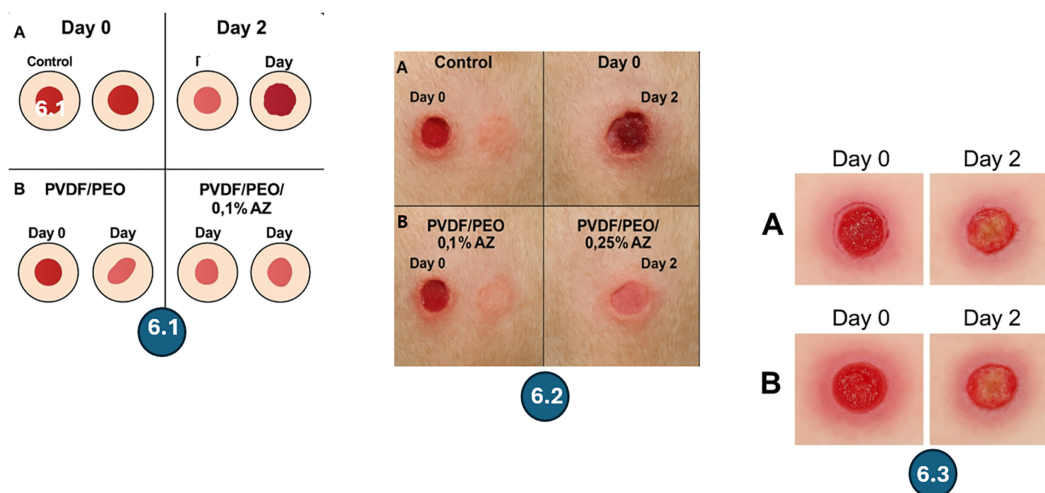 A
Day 0
Day 2
Control
6.1
Day
B
PVDF/PEO
PVDF/PEO/
0,1% AZ
Day 0
Day
Day
Day
6.1
A
Control
Day 0
Day 0
Day 2
B
PVDF/PEO
0,1% AZ
PVDF/PEO/
0,25% AZ
Day 0
Day 2
6.2
Day 0
Day 2
A
Day 0
Day 2
B
6.3